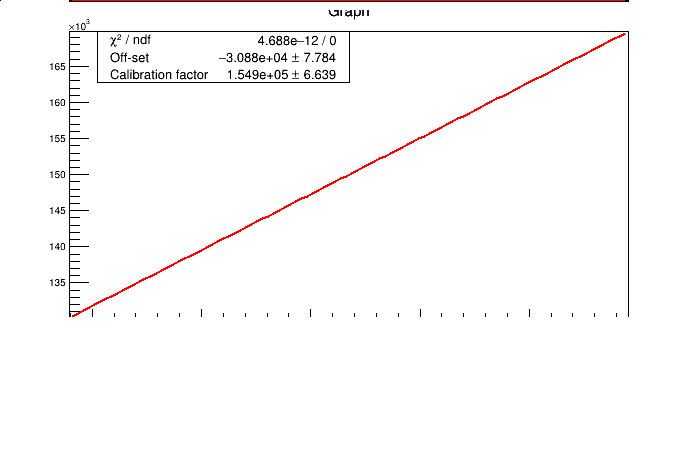 Graph
×10³
χ² / ndf 4.688e−12 / 0
Off-set −3.088e+04 ± 7.784
Calibration factor 1.549e+05 ± 6.639
165
160
155
150
145
140
135